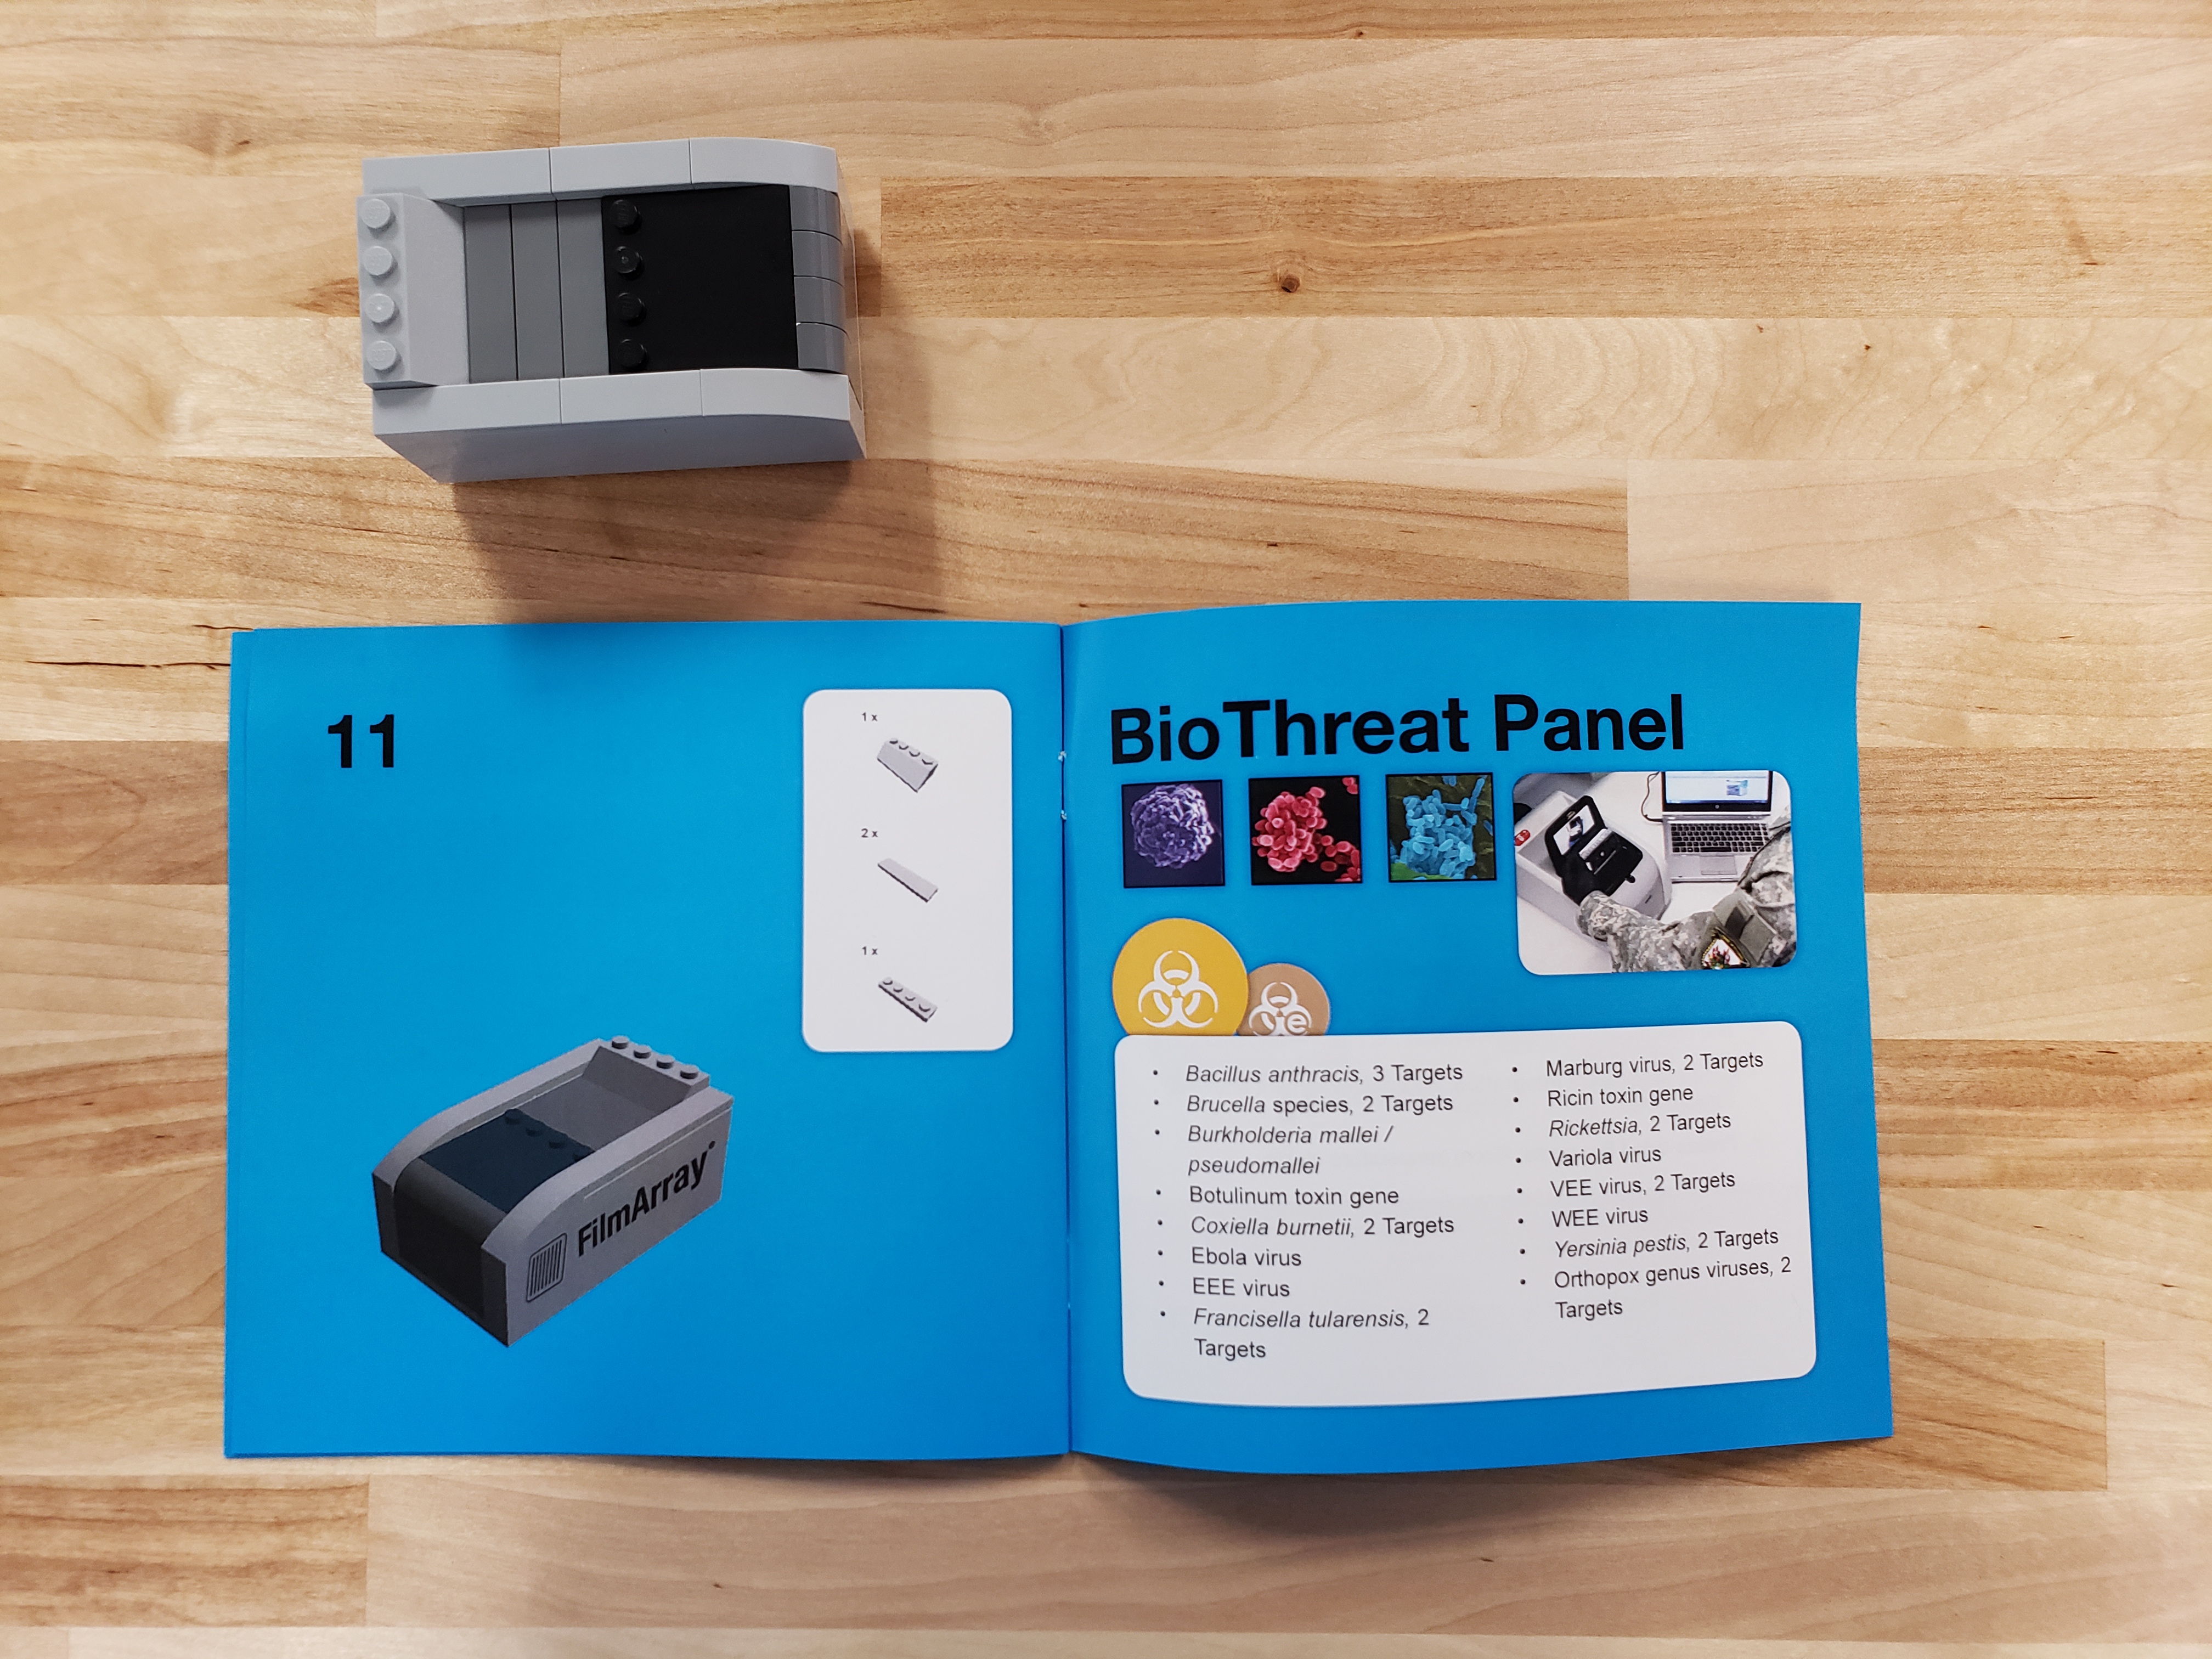 11
1 x
2 x
1 x
FilmArray
BioThreat Panel
e
• Bacillus anthracis, 3 Targets
• Brucella species, 2 Targets
• Burkholderia mallei /
pseudomallei
• Botulinum toxin gene
• Coxiella burnetii, 2 Targets
• Ebola virus
• EEE virus
• Francisella tularensis, 2
Targets
• Marburg virus, 2 Targets
• Ricin toxin gene
• Rickettsia, 2 Targets
• Variola virus
• VEE virus, 2 Targets
• WEE virus
• Yersinia pestis, 2 Targets
• Orthopox genus viruses, 2
Targets